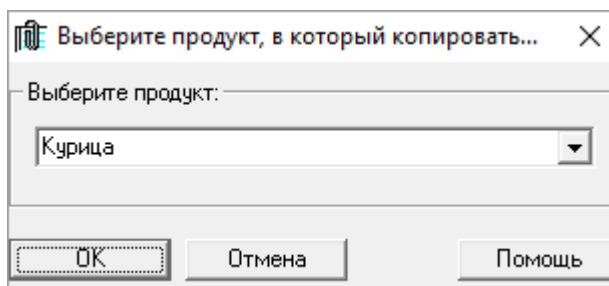 Выберите продукт, в который копировать...
Выберите продукт:
Курица
OK Отмена Помощь